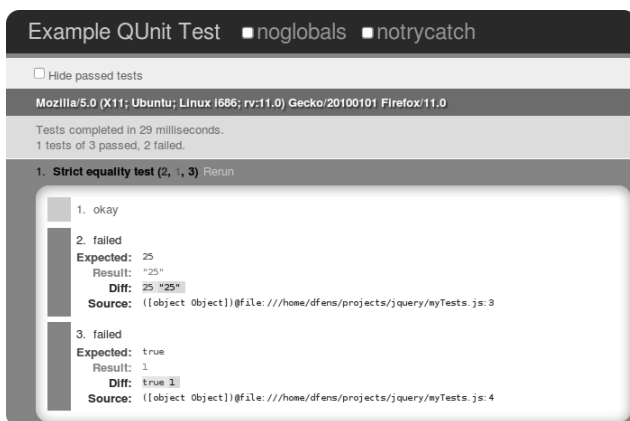 Example QUnit Test noglobals notrycatch
Hide passed tests
Mozilla/5.0 (X11; Ubuntu; Linux i686; rv:11.0) Gecko/20100101 Firefox/11.0
Tests completed in 29 milliseconds.
1 tests of 3 passed, 2 failed.
1. Strict equality test (2, 1, 3) Rerun
1. okay
2. failed
Expected: 25
Result: "25"
Diff: 25 "25"
Source: ([object Object])@file:///home/dfens/projects/jquery/myTests.js:3
3. failed
Expected: true
Result: 1
Diff: true 1
Source: ([object Object])@file:///home/dfens/projects/jquery/myTests.js:4